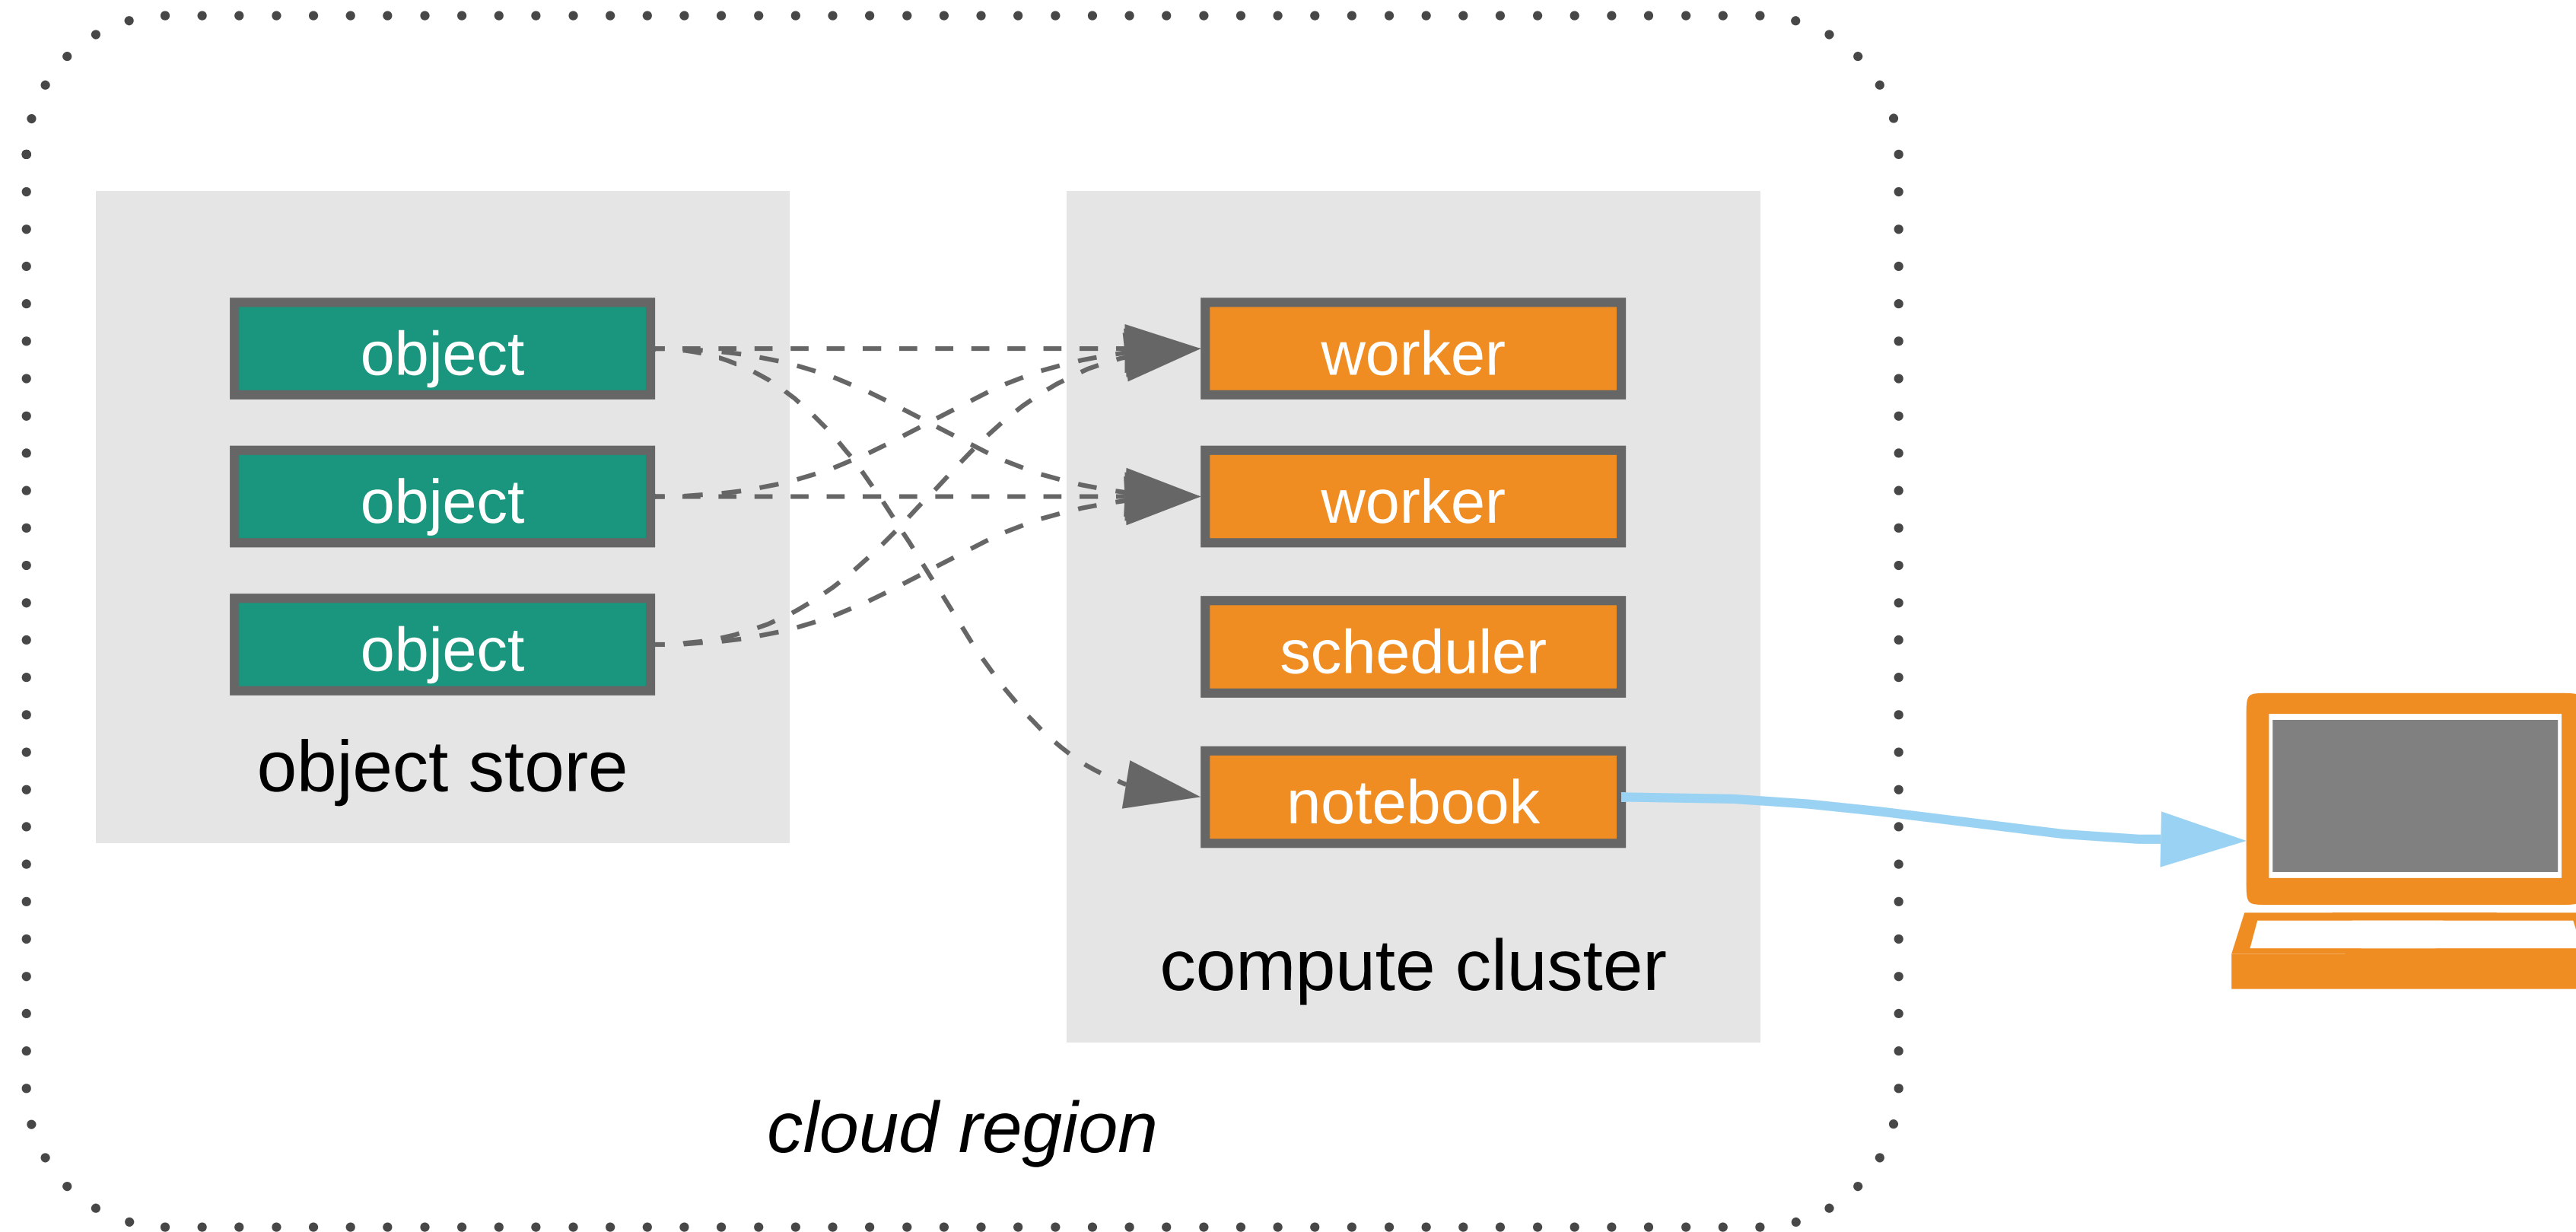 object
object
object
object store
worker
worker
scheduler
notebook
compute cluster
cloud region